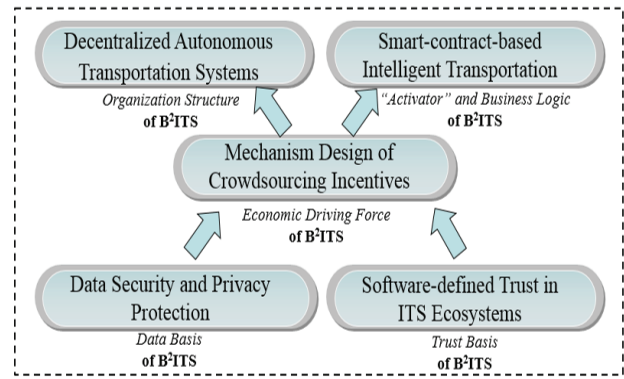 Decentralized Autonomous
Transportation Systems
Organization Structure
of B²ITS
Smart-contract-based
Intelligent Transportation
“Activator” and Business Logic
of B²ITS
Mechanism Design of
Crowdsourcing Incentives
Economic Driving Force
of B²ITS
Data Security and Privacy
Protection
Data Basis
of B²ITS
Software-defined Trust in
ITS Ecosystems
Trust Basis
of B²ITS